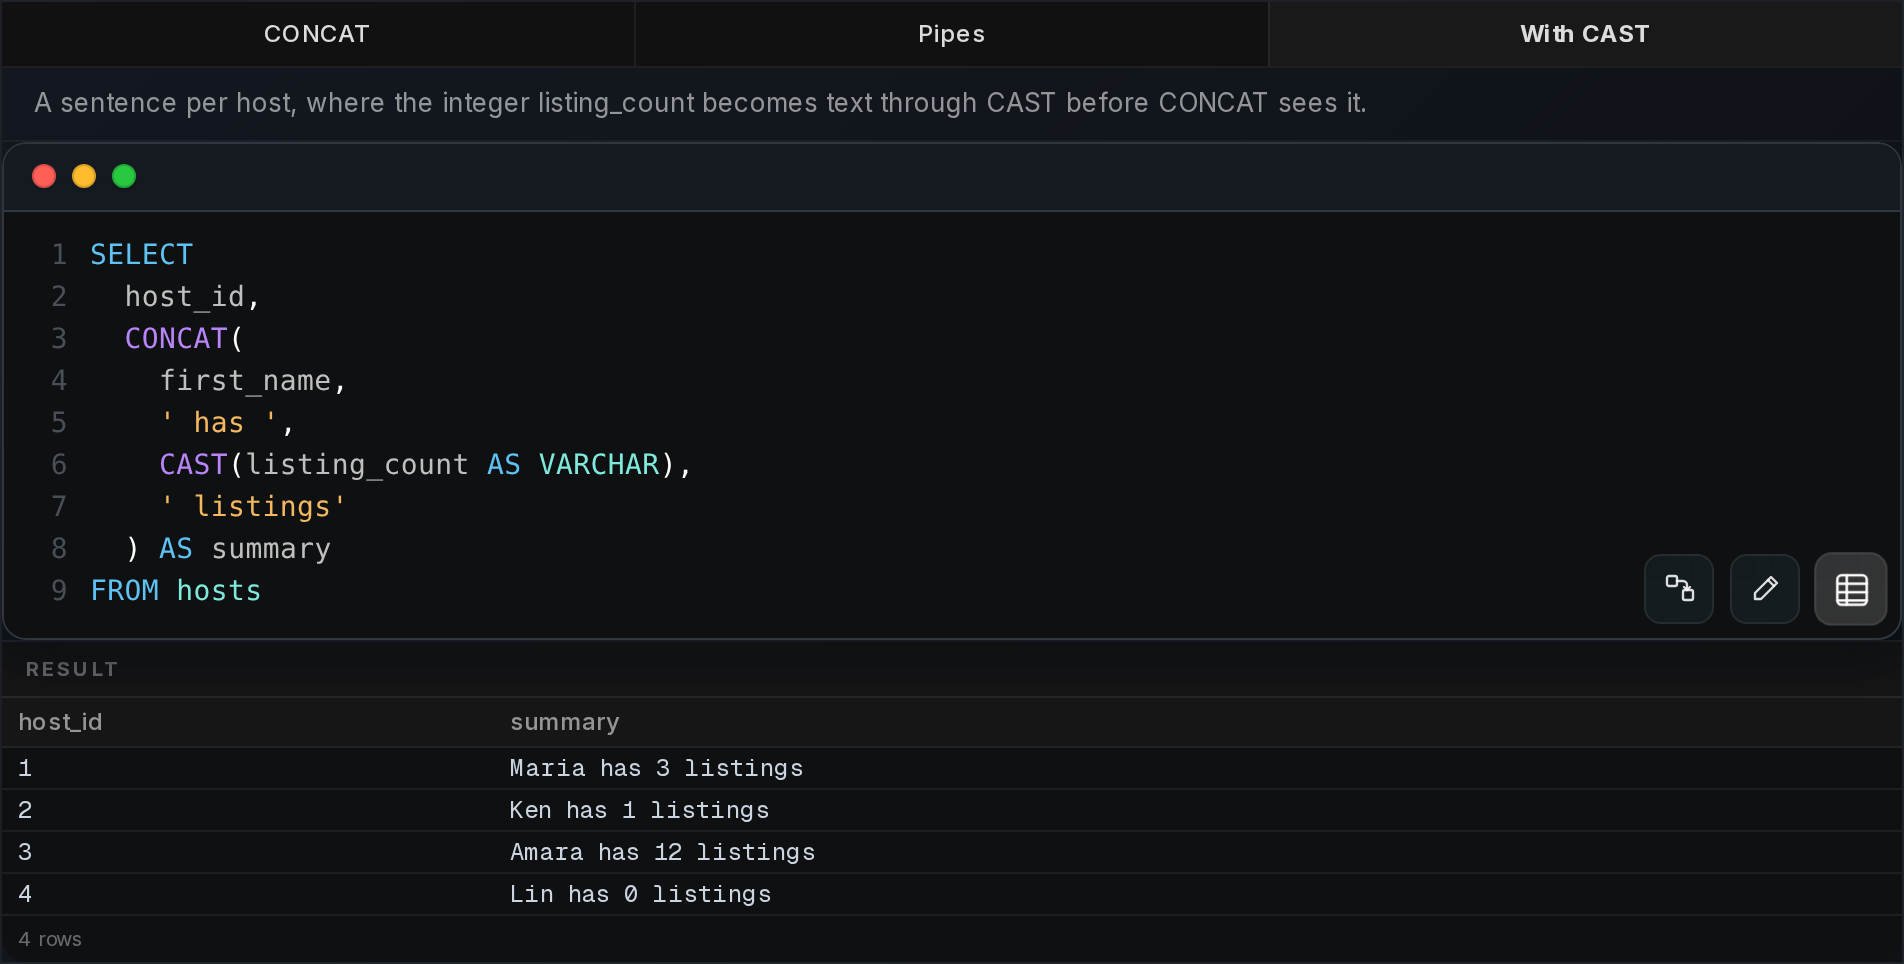 CONCAT
Pipes
With CAST
A sentence per host, where the integer listing_count becomes text through CAST before CONCAT sees it.
1 SELECT
2   host_id,
3   CONCAT(
4     first_name,
5     ' has ',
6     CAST(listing_count AS VARCHAR),
7     ' listings'
8   ) AS summary
9 FROM hosts
RESULT
host_id summary
1 Maria has 3 listings
2 Ken has 1 listings
3 Amara has 12 listings
4 Lin has 0 listings
4 rows